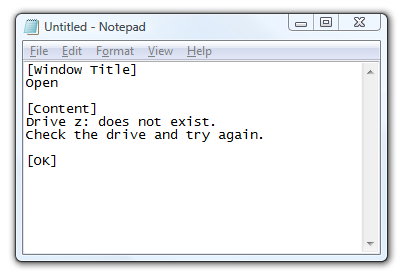 Untitled - Notepad
File Edit Format View Help
[Window Title]
Open

[Content]
Drive z: does not exist.
Check the drive and try again.

[OK]